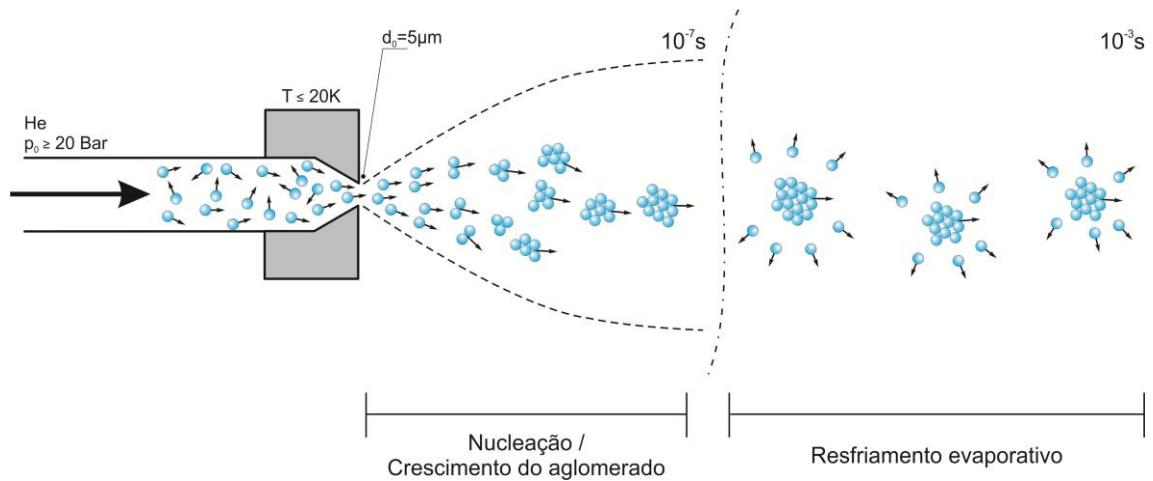 d₀=5µm
10⁻⁷s
10⁻³s
T ≤ 20K
He
p₀ ≥ 20 Bar
Nucleação /
Crescimento do aglomerado
Resfriamento evaporativo